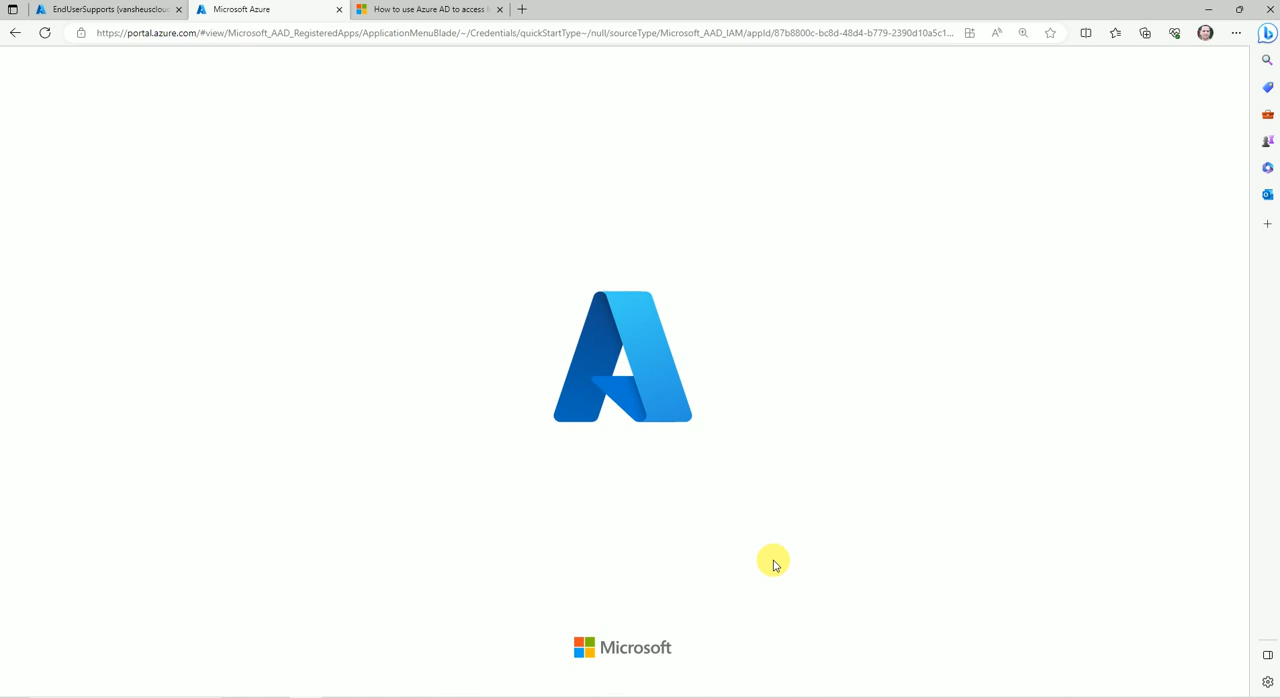 EndUserSupports (vansheuscloud
Microsoft Azure
How to use Azure AD to access
https://portal.azure.com/#view/Microsoft_AAD_RegisteredApps/ApplicationMenuBlade/~/Credentials/quickStartType~/null/sourceType/Microsoft_AAD_IAM/appId/87b8800c-bc8d-48d4-b779-2390d10a5c1...
Microsoft